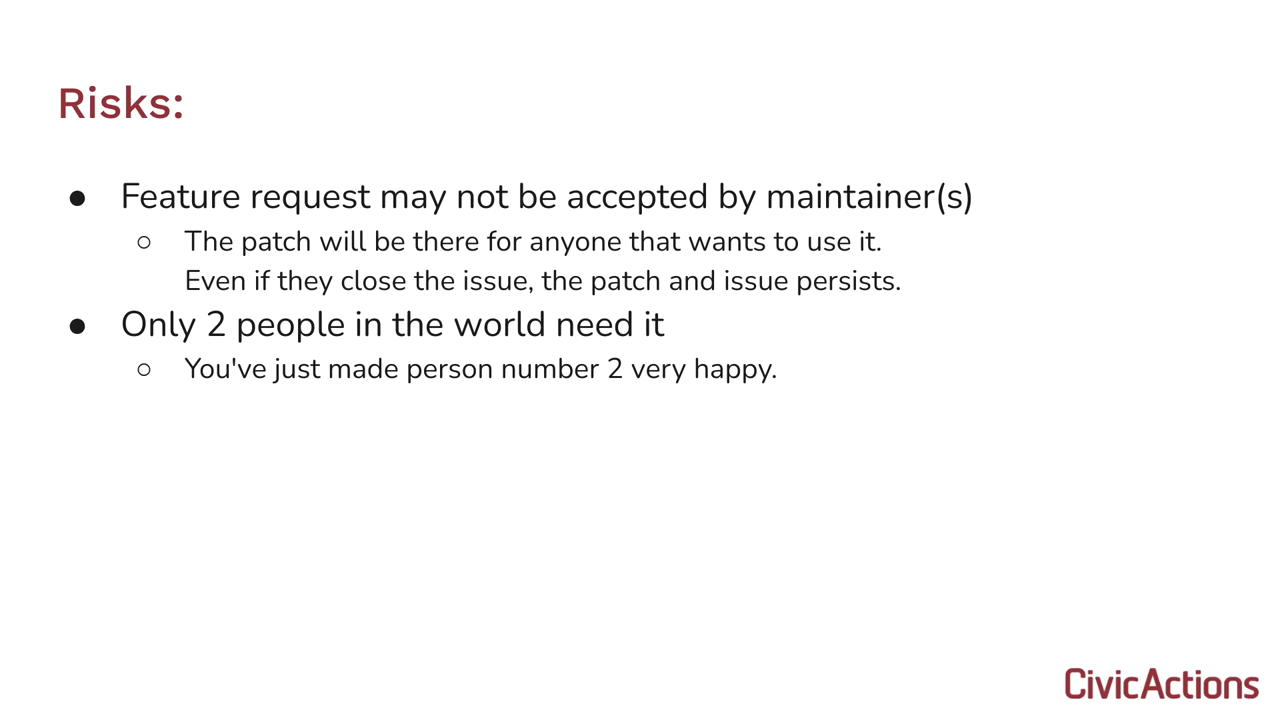 Risks:
● Feature request may not be accepted by maintainer(s)
○ The patch will be there for anyone that wants to use it.
Even if they close the issue, the patch and issue persists.
● Only 2 people in the world need it
○ You've just made person number 2 very happy.
CivicActions